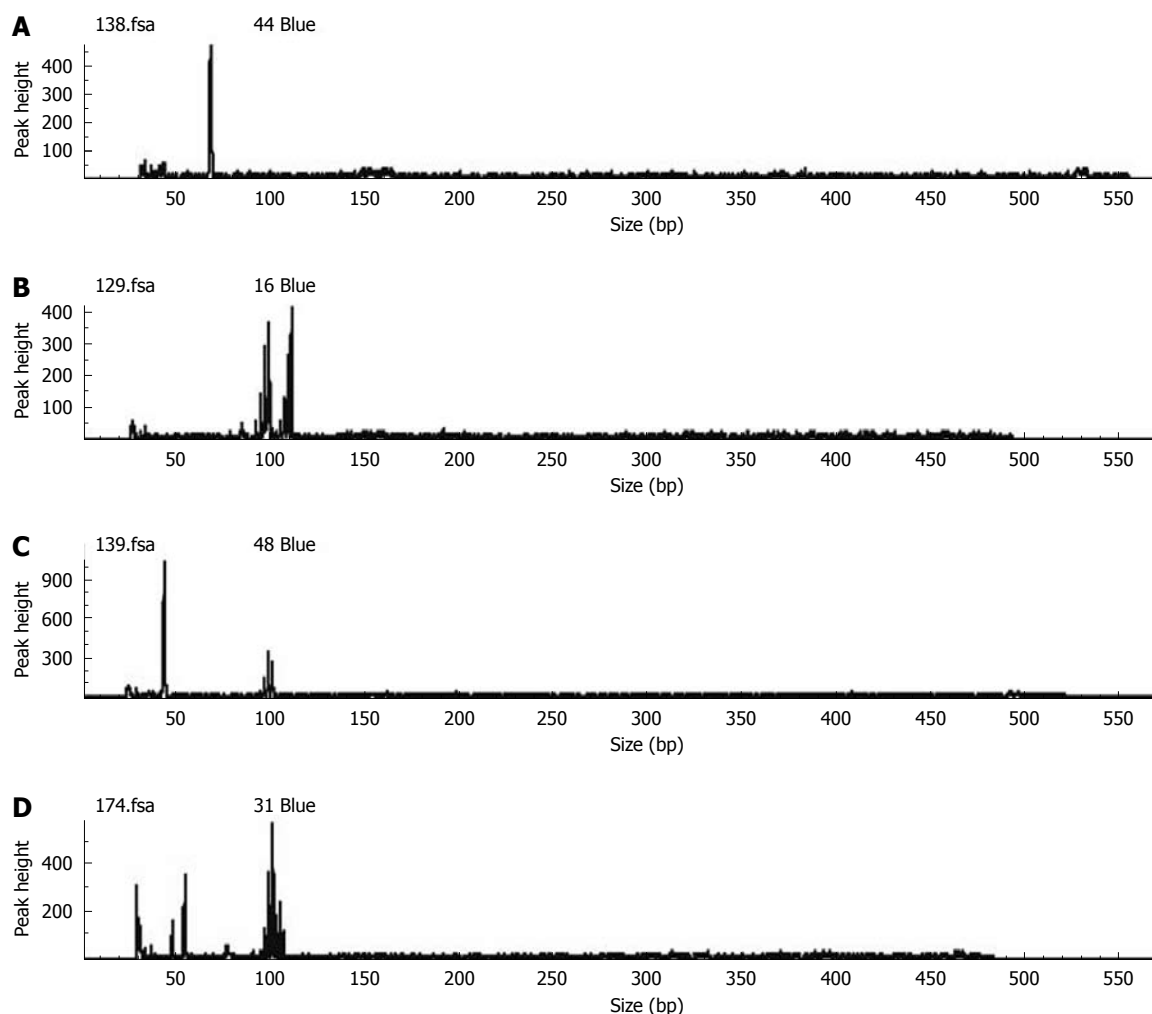 A
138.fsa 44 Blue
Peak height
400
300
200
100
50 100 150 200 250 300 350 400 450 500 550
Size (bp)
B
129.fsa 16 Blue
Peak height
400
300
200
100
50 100 150 200 250 300 350 400 450 500 550
Size (bp)
C
139.fsa 48 Blue
Peak height
900
600
300
50 100 150 200 250 300 350 400 450 500 550
Size (bp)
D
174.fsa 31 Blue
Peak height
400
200
50 100 150 200 250 300 350 400 450 500 550
Size (bp)